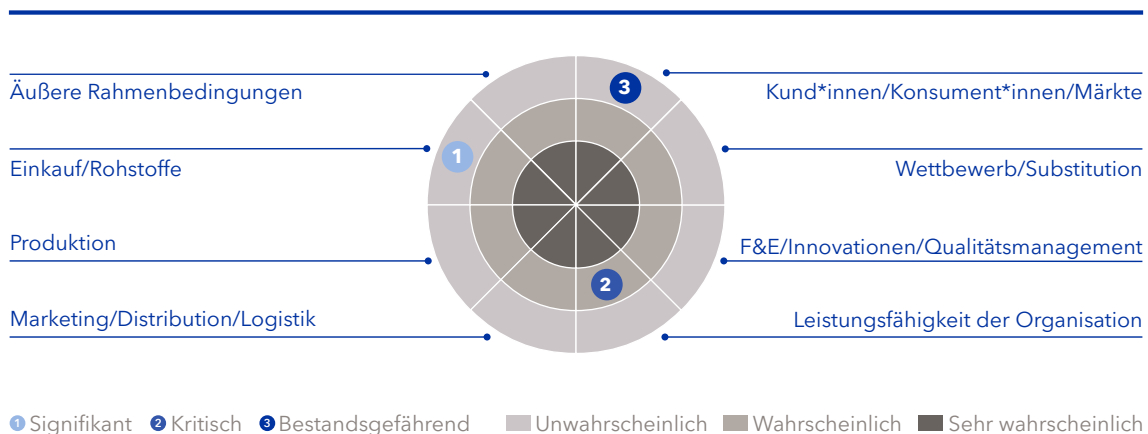 Äußere Rahmenbedingungen
Kund*innen/Konsument*innen/Märkte
3
1
Einkauf/Rohstoffe
Wettbewerb/Substitution
Produktion
F&E/Innovationen/Qualitätsmanagement
2
Marketing/Distribution/Logistik
Leistungsfähigkeit der Organisation
1 Signifikant 2 Kritisch 3 Bestandsgefährend Unwahrscheinlich Wahrscheinlich Sehr wahrscheinlich